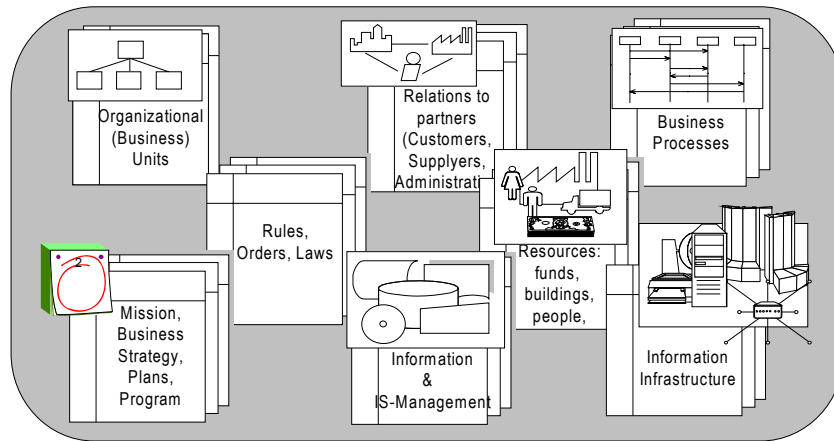 Organizational
(Business)
Units
Relations to
partners
(Customers,
Supplyers,
Administratio
Business
Processes
Rules,
Orders, Laws
Resources:
funds,
buildings,
people,
2
Mission,
Business
Strategy,
Plans,
Program
Information
&
IS-Management
Information
Infrastructure